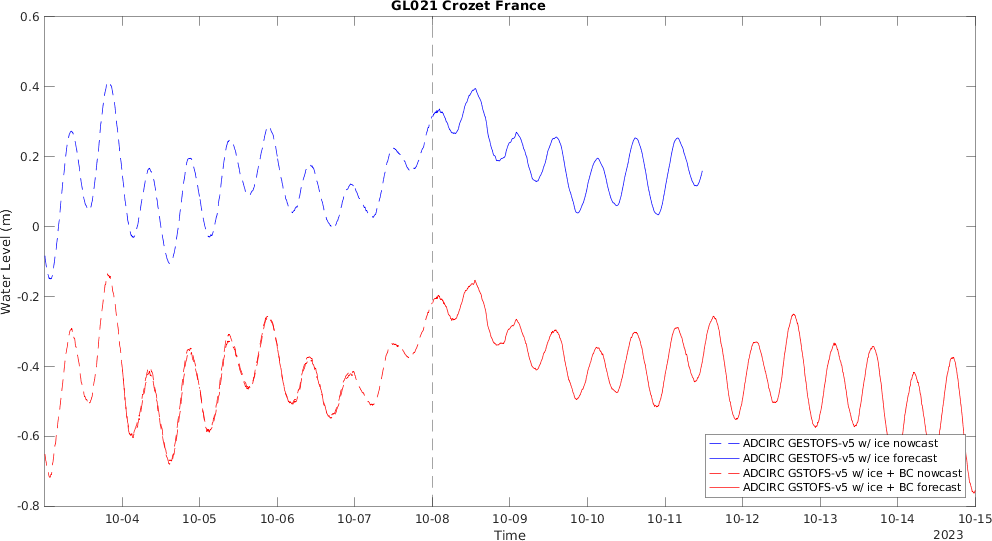 GL021 Crozet France
0.6
0.4
0.2
0
-0.2
-0.4
-0.6
-0.8
Water Level (m)
ADCIRC GESTOFS-v5 w/ ice nowcast
ADCIRC GESTOFS-v5 w/ ice forecast
ADCIRC GSTOFS-v5 w/ ice + BC nowcast
ADCIRC GSTOFS-v5 w/ ice + BC forecast
10-04 10-05 10-06 10-07 10-08 10-09 10-10 10-11 10-12 10-13 10-14 10-15
Time
2023